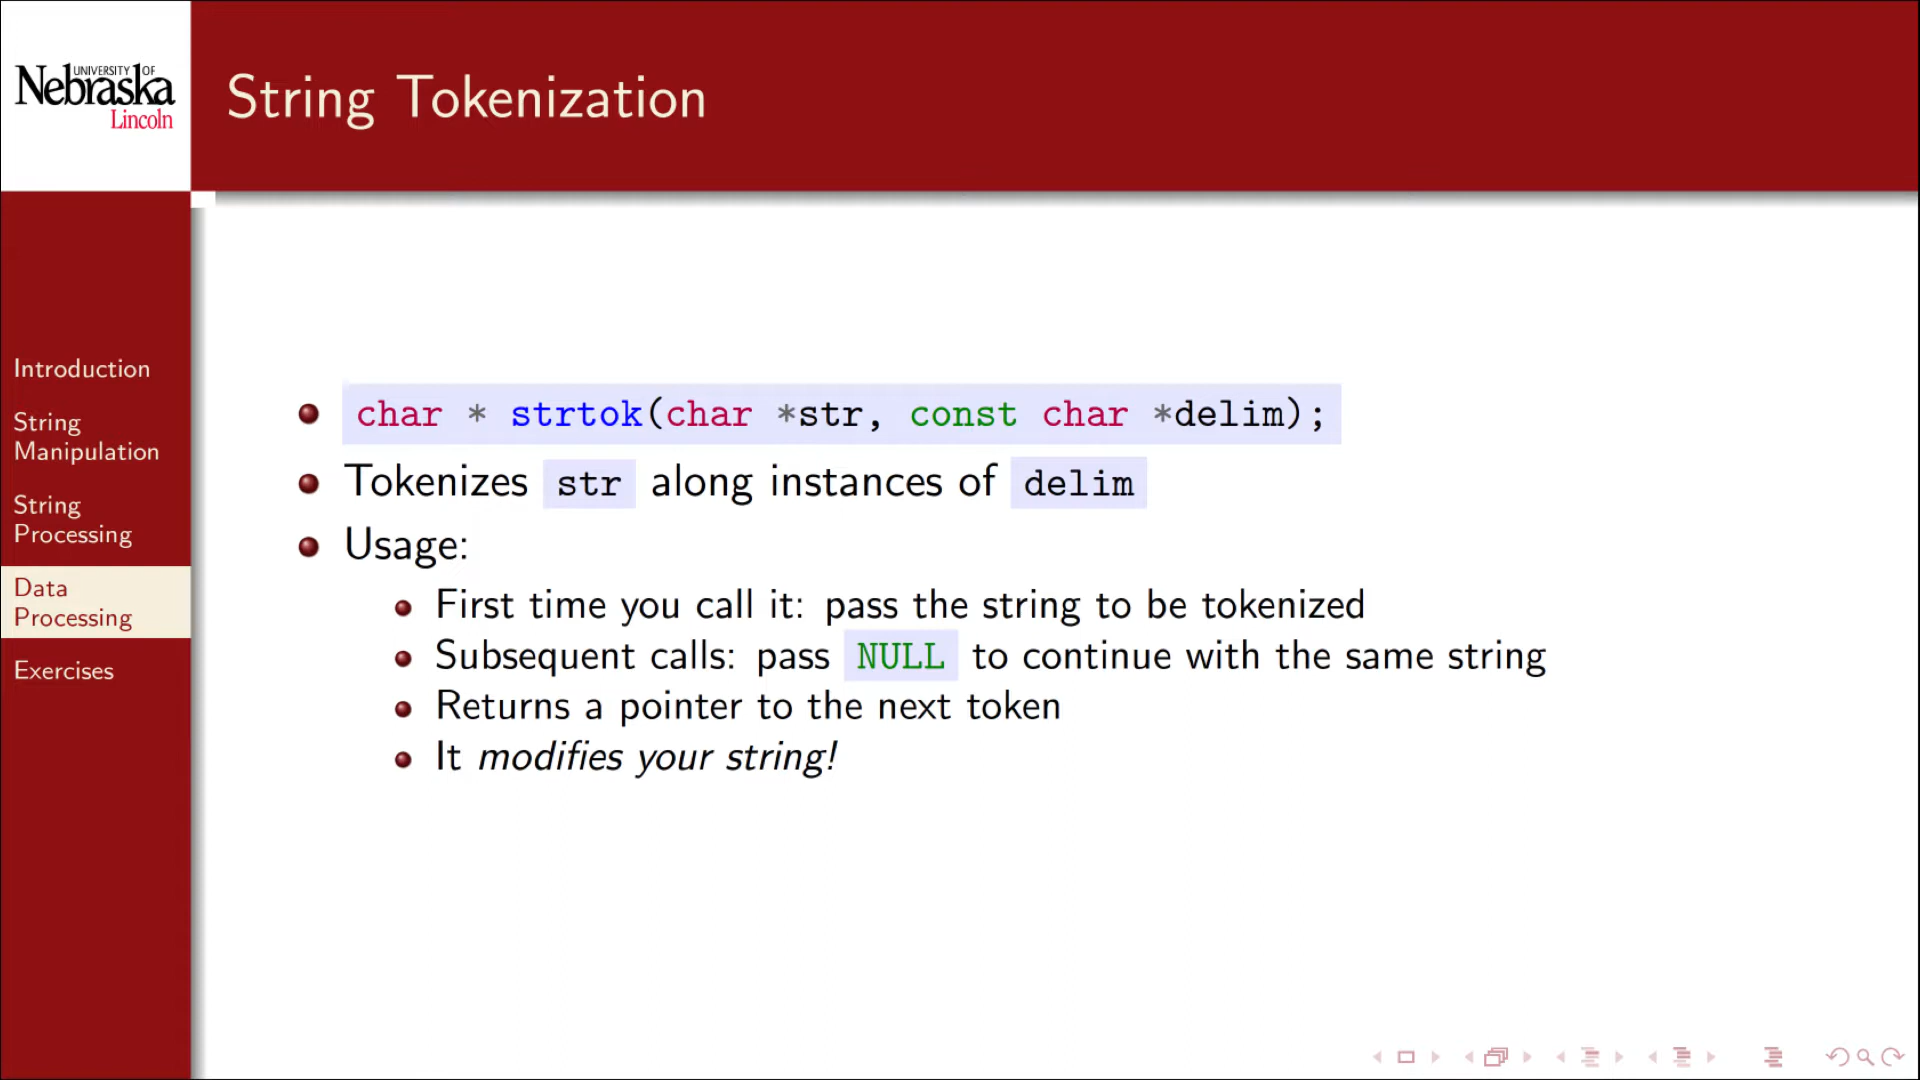 UNIVERSITY OF
Nebraska
Lincoln
String Tokenization
Introduction
String
Manipulation
String
Processing
Data
Processing
Exercises
char * strtok(char *str, const char *delim);
Tokenizes str along instances of delim
Usage:
First time you call it: pass the string to be tokenized
Subsequent calls: pass NULL to continue with the same string
Returns a pointer to the next token
It modifies your string!